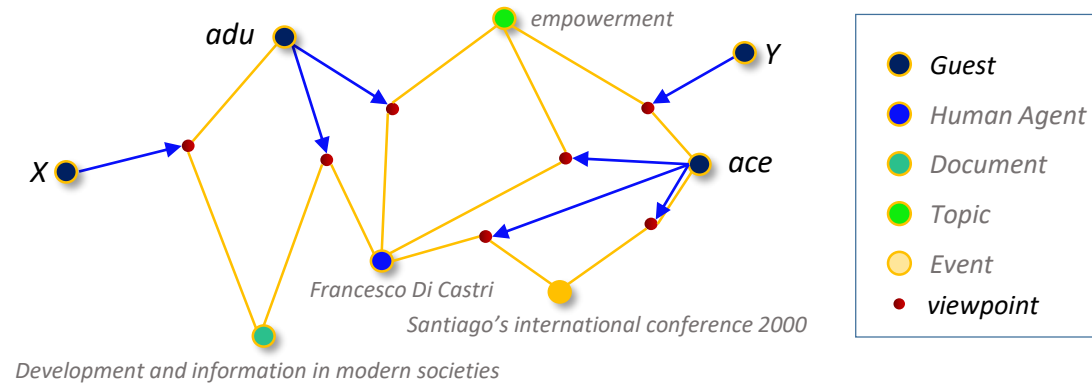 empowerment
adu
Y
X
ace
Francesco Di Castri
Santiago’s international conference 2000
Development and information in modern societies
Guest
Human Agent
Document
Topic
Event
viewpoint